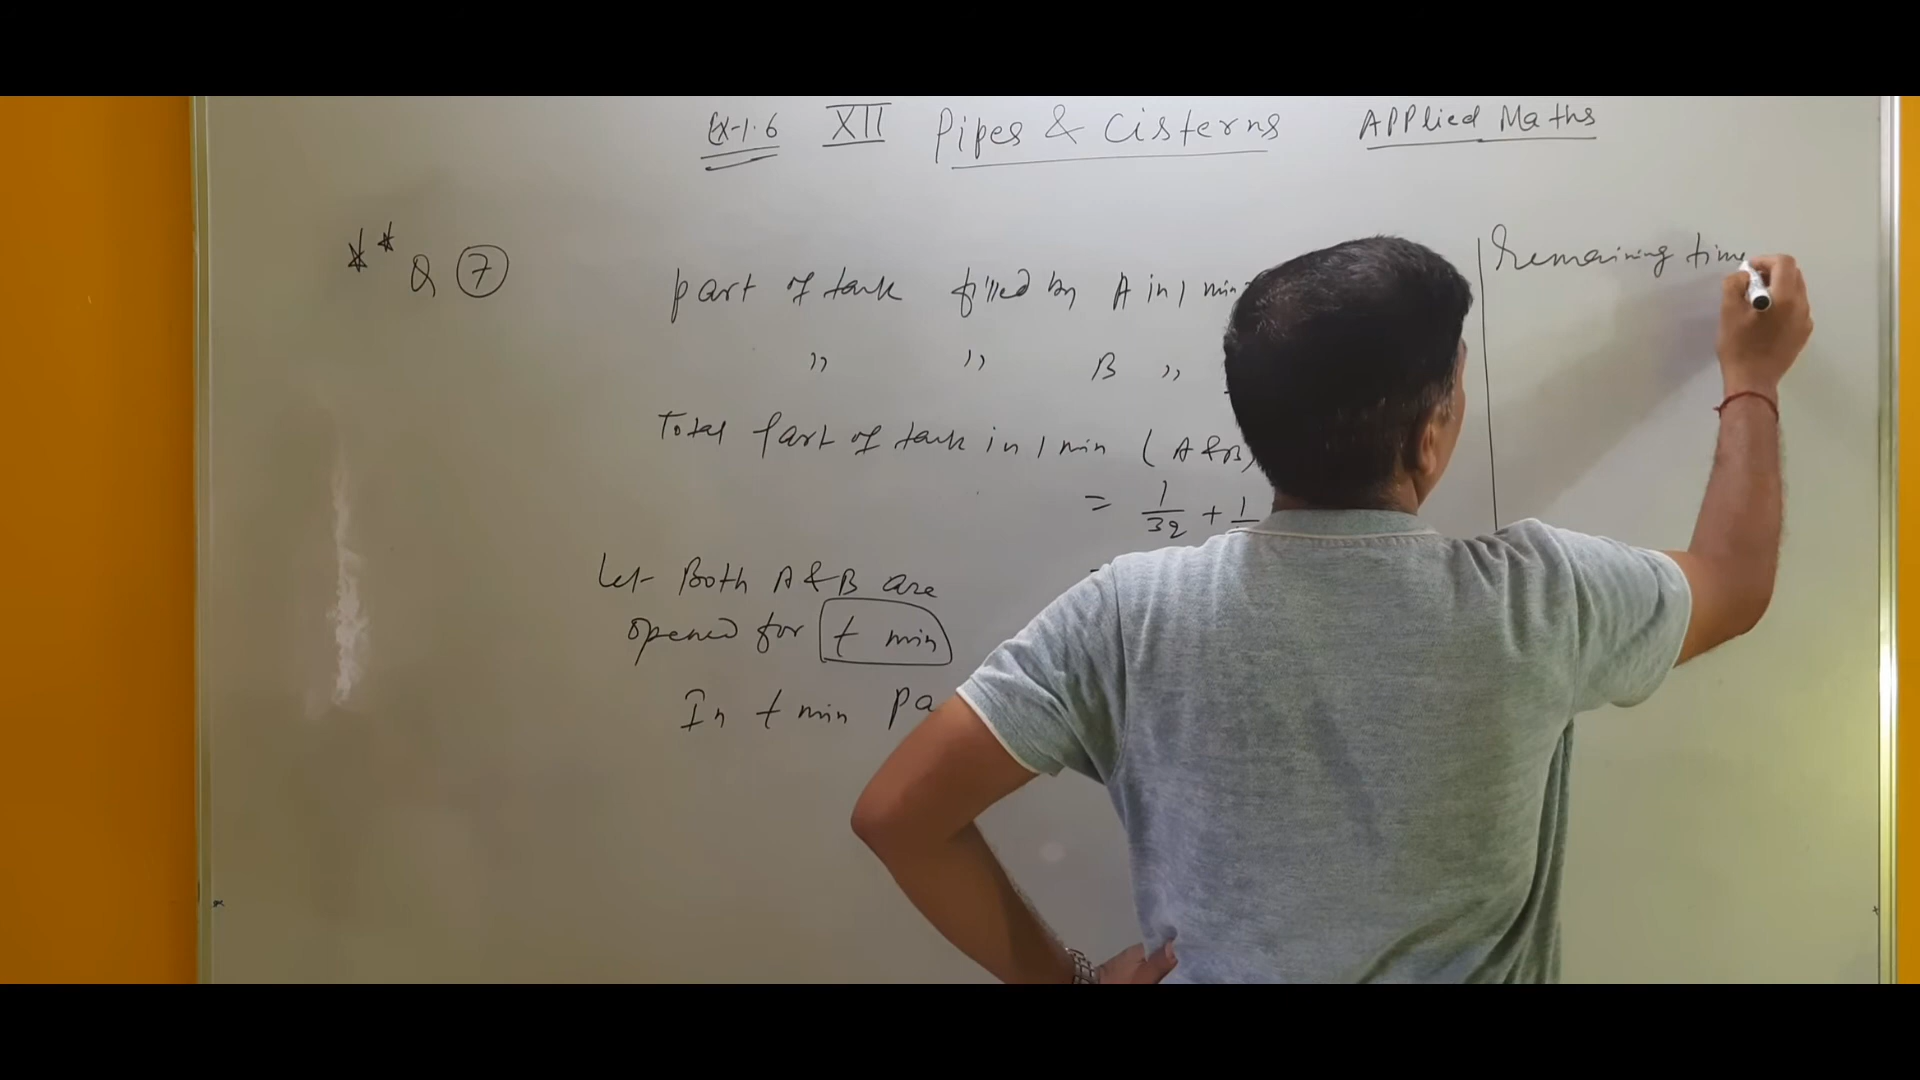 Ex-1.6 XII Pipes & Cisterns Applied Maths
** Q 7
part of tank filled by A in 1 min
,, ,, B ,,
Total part of tank in 1 min (A & B)
= 1/32 + 1
Let Both A & B are
opened for t min
In t min Pa
Remaining time